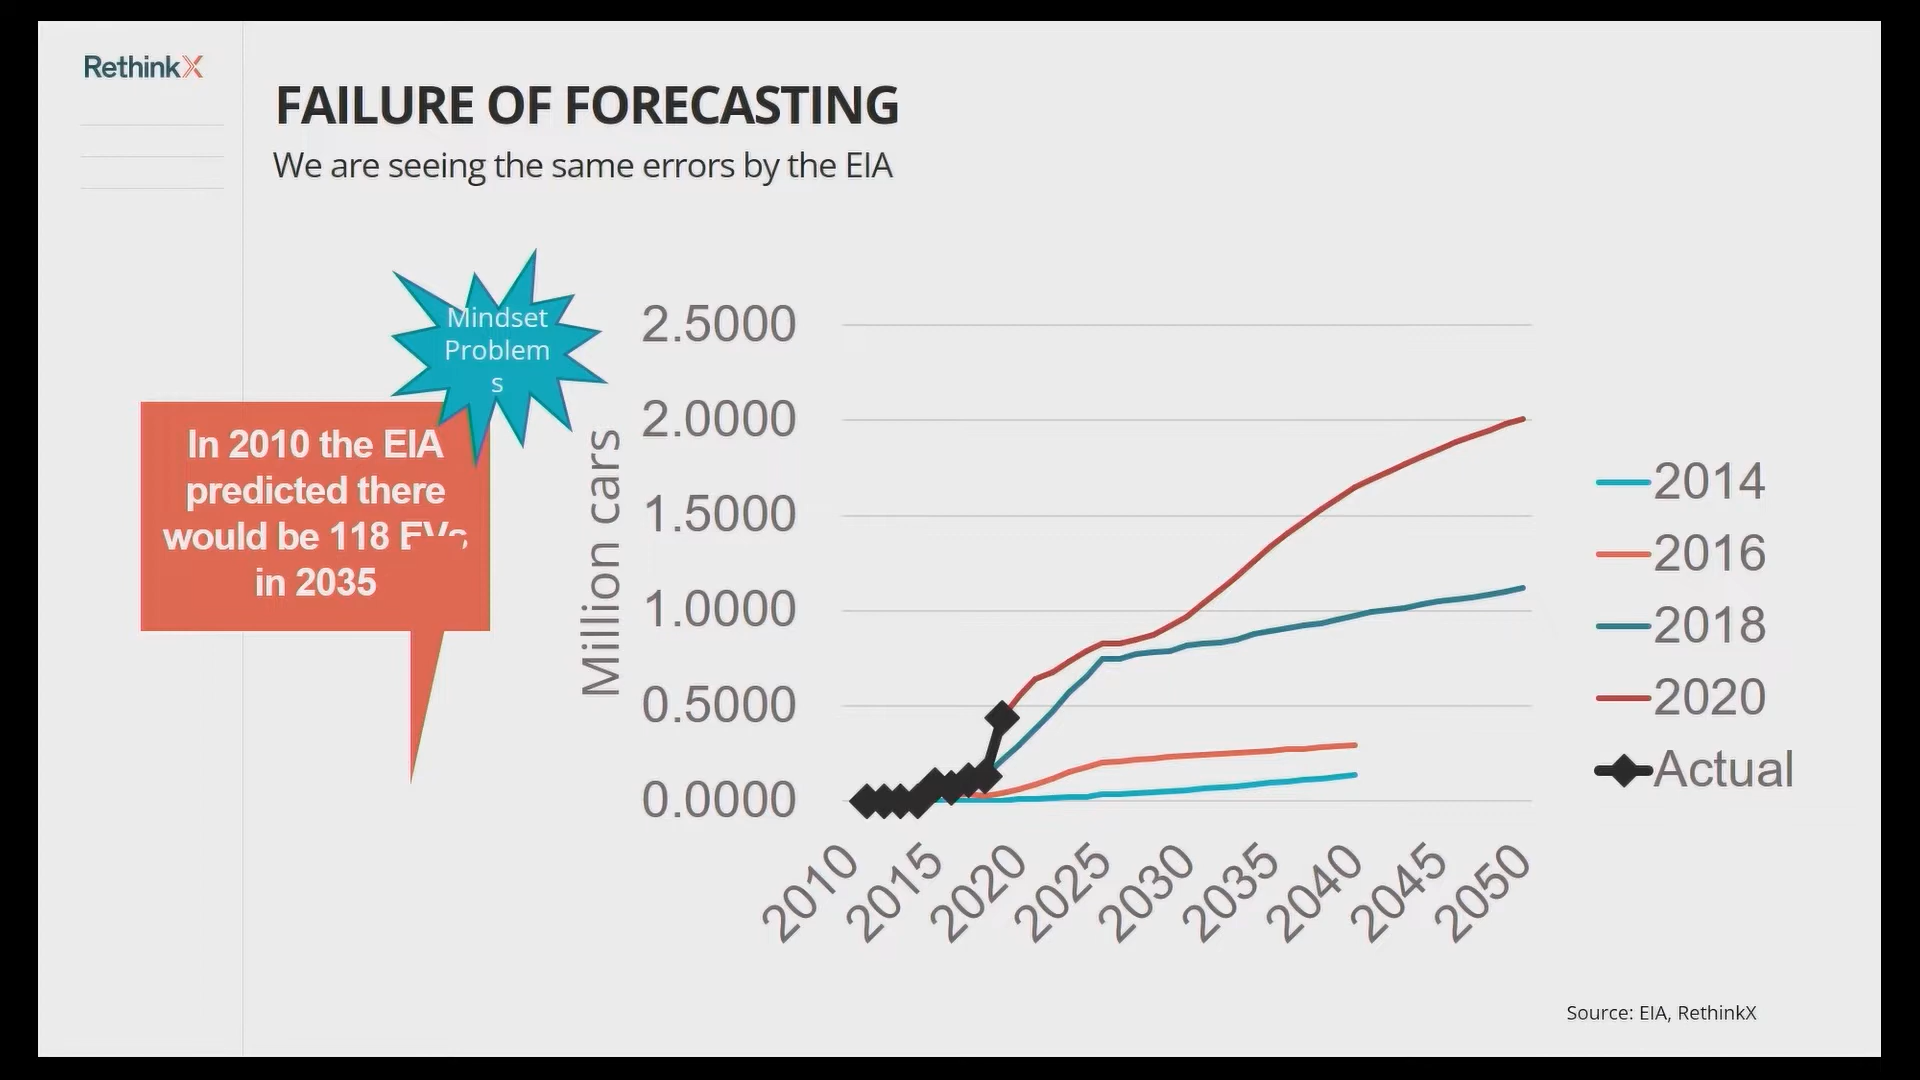 RethinkX
FAILURE OF FORECASTING
We are seeing the same errors by the EIA
Mindset
Problem
s
In 2010 the EIA
predicted there
would be 118 EVs
in 2035
Million cars
2.5000
2.0000
1.5000
1.0000
0.5000
0.0000
2010
2015
2020
2025
2030
2035
2040
2045
2050
2014
2016
2018
2020
Actual
Source: EIA, RethinkX